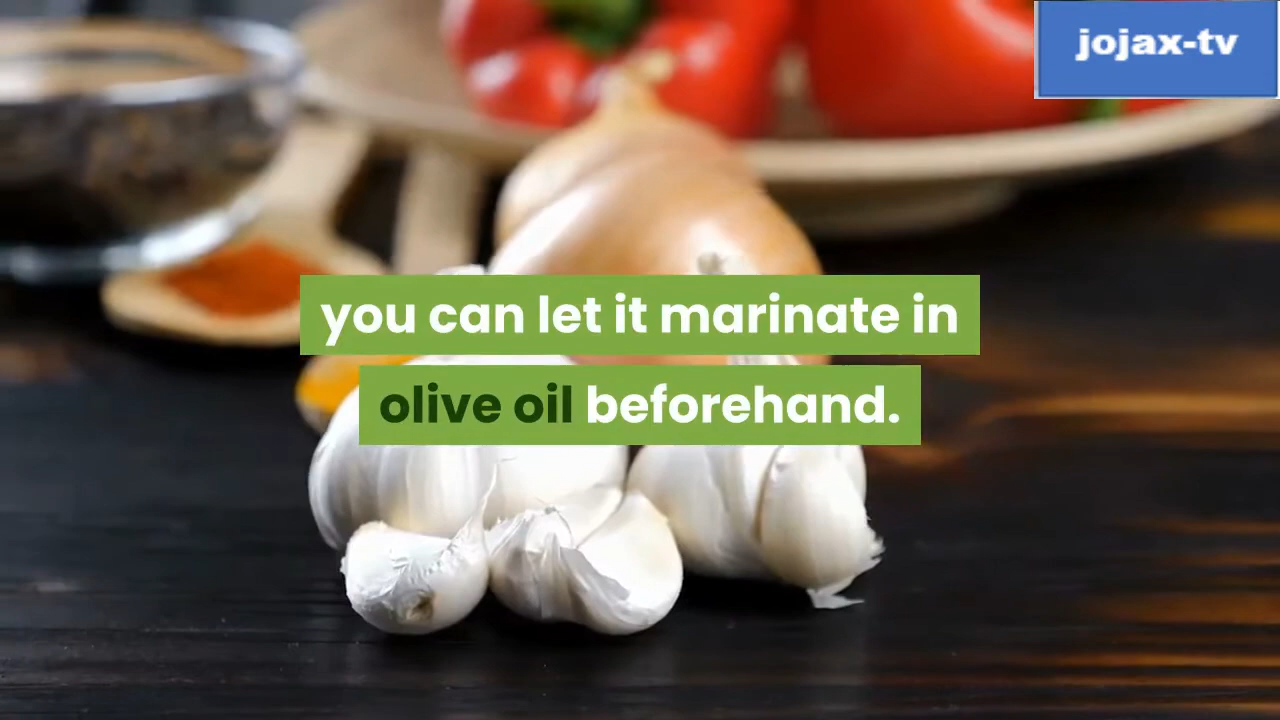 jojax-tv
you can let it marinate in
olive oil beforehand.